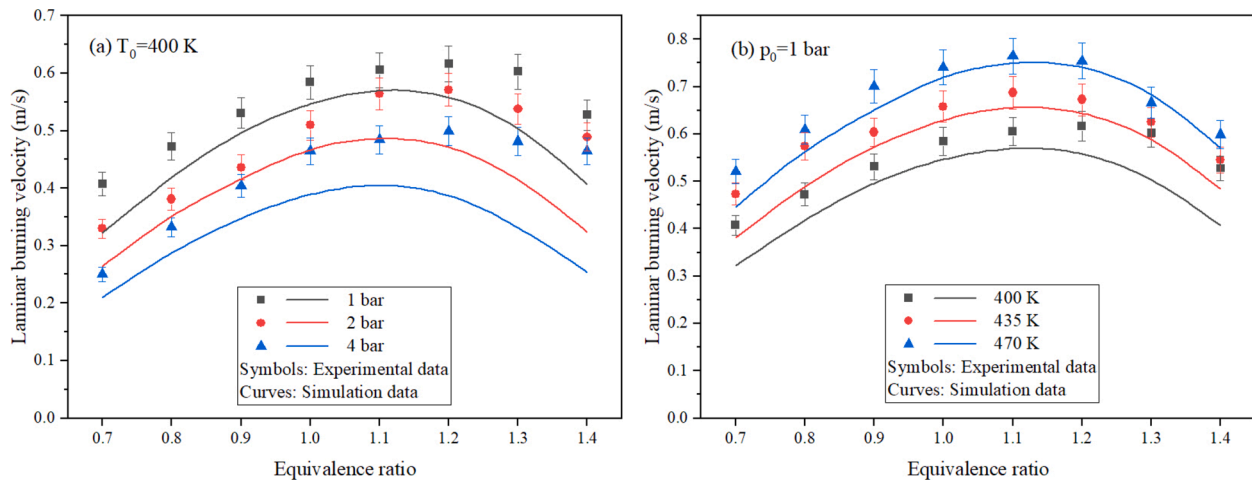 (a) T₀=400 K
Laminar burning velocity (m/s)
0.7
0.6
0.5
0.4
0.3
0.2
0.1
0.0
1 bar
2 bar
4 bar
Symbols: Experimental data
Curves: Simulation data
0.7 0.8 0.9 1.0 1.1 1.2 1.3 1.4
Equivalence ratio
(b) p₀=1 bar
Laminar burning velocity (m/s)
0.8
0.7
0.6
0.5
0.4
0.3
0.2
0.1
0.0
400 K
435 K
470 K
Symbols: Experimental data
Curves: Simulation data
0.7 0.8 0.9 1.0 1.1 1.2 1.3 1.4
Equivalence ratio